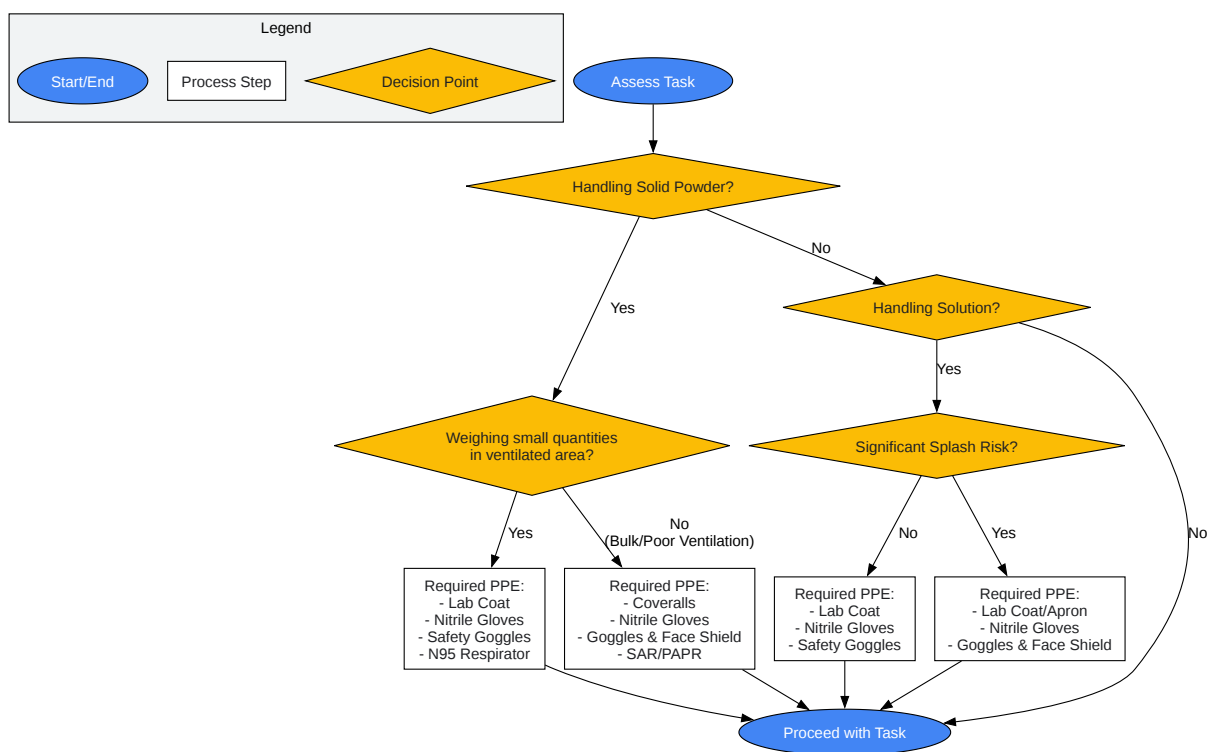 Legend
Start/End
Process Step
Decision Point
Assess Task
Handling Solid Powder?
No
Handling Solution?
Yes
Yes
Weighing small quantities
in ventilated area?
Significant Splash Risk?
No
Yes
No
(Bulk/Poor Ventilation)
No
Yes
Required PPE:
- Lab Coat
- Nitrile Gloves
- Safety Goggles
- N95 Respirator
Required PPE:
- Coveralls
- Nitrile Gloves
- Goggles & Face Shield
- SAR/PAPR
Required PPE:
- Lab Coat
- Nitrile Gloves
- Safety Goggles
Required PPE:
- Lab Coat/Apron
- Nitrile Gloves
- Goggles & Face Shield
Proceed with Task